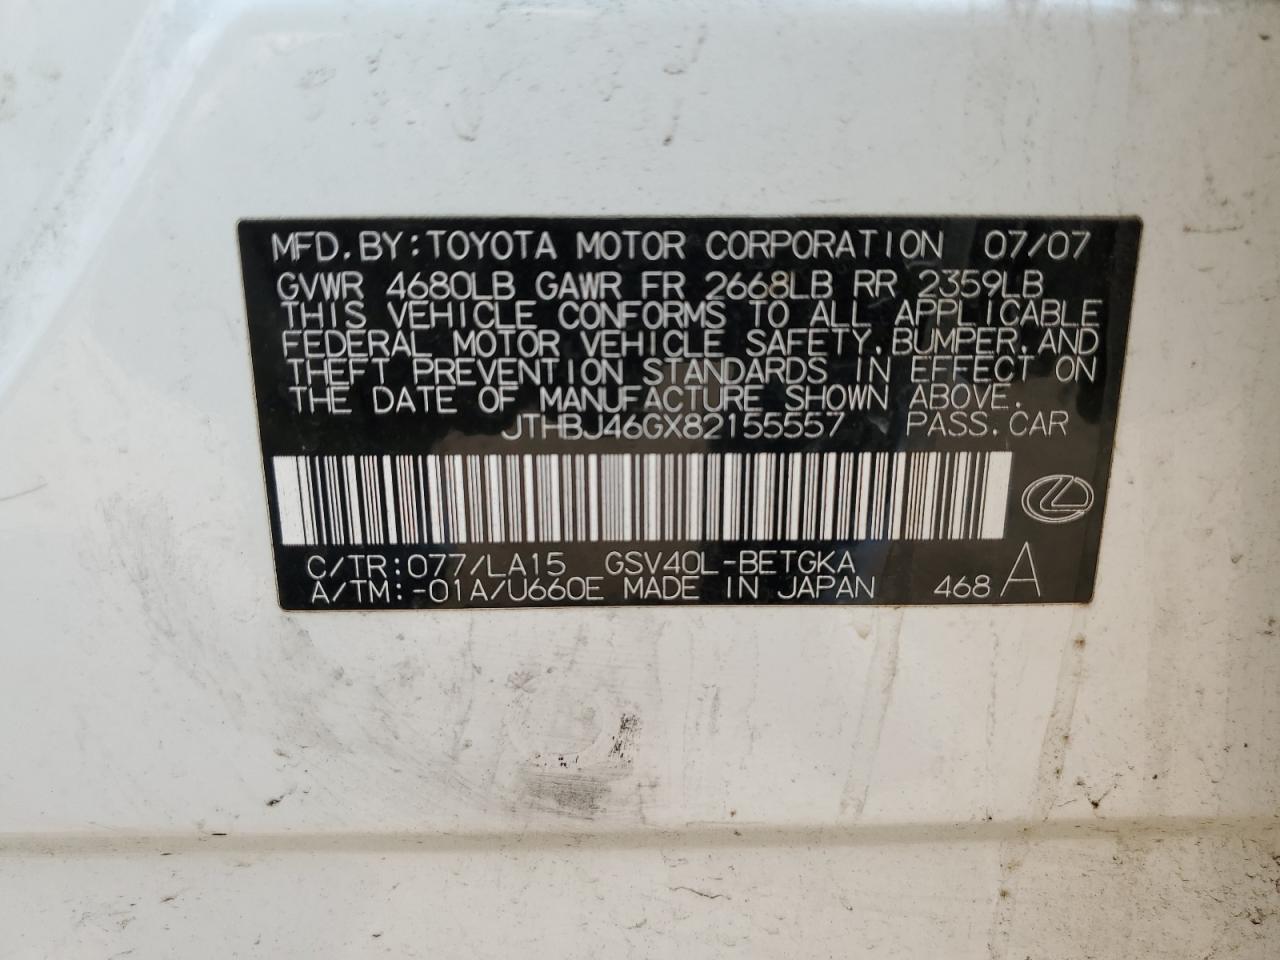 MFD.BY:TOYOTA MOTOR CORPORATION 07/07
GVWR 4680LB GAWR FR 2668LB RR 2359LB
THIS VEHICLE CONFORMS TO ALL APPLICABLE
FEDERAL MOTOR VEHICLE SAFETY,BUMPER,AND
THEFT PREVENTION STANDARDS IN EFFECT ON
THE DATE OF MANUFACTURE SHOWN ABOVE.
JTHBJ46GX82155557 PASS.CAR
C/TR:077/LA15 GSV40L-BETGKA
A/TM:-01A/U660E MADE IN JAPAN 468 A